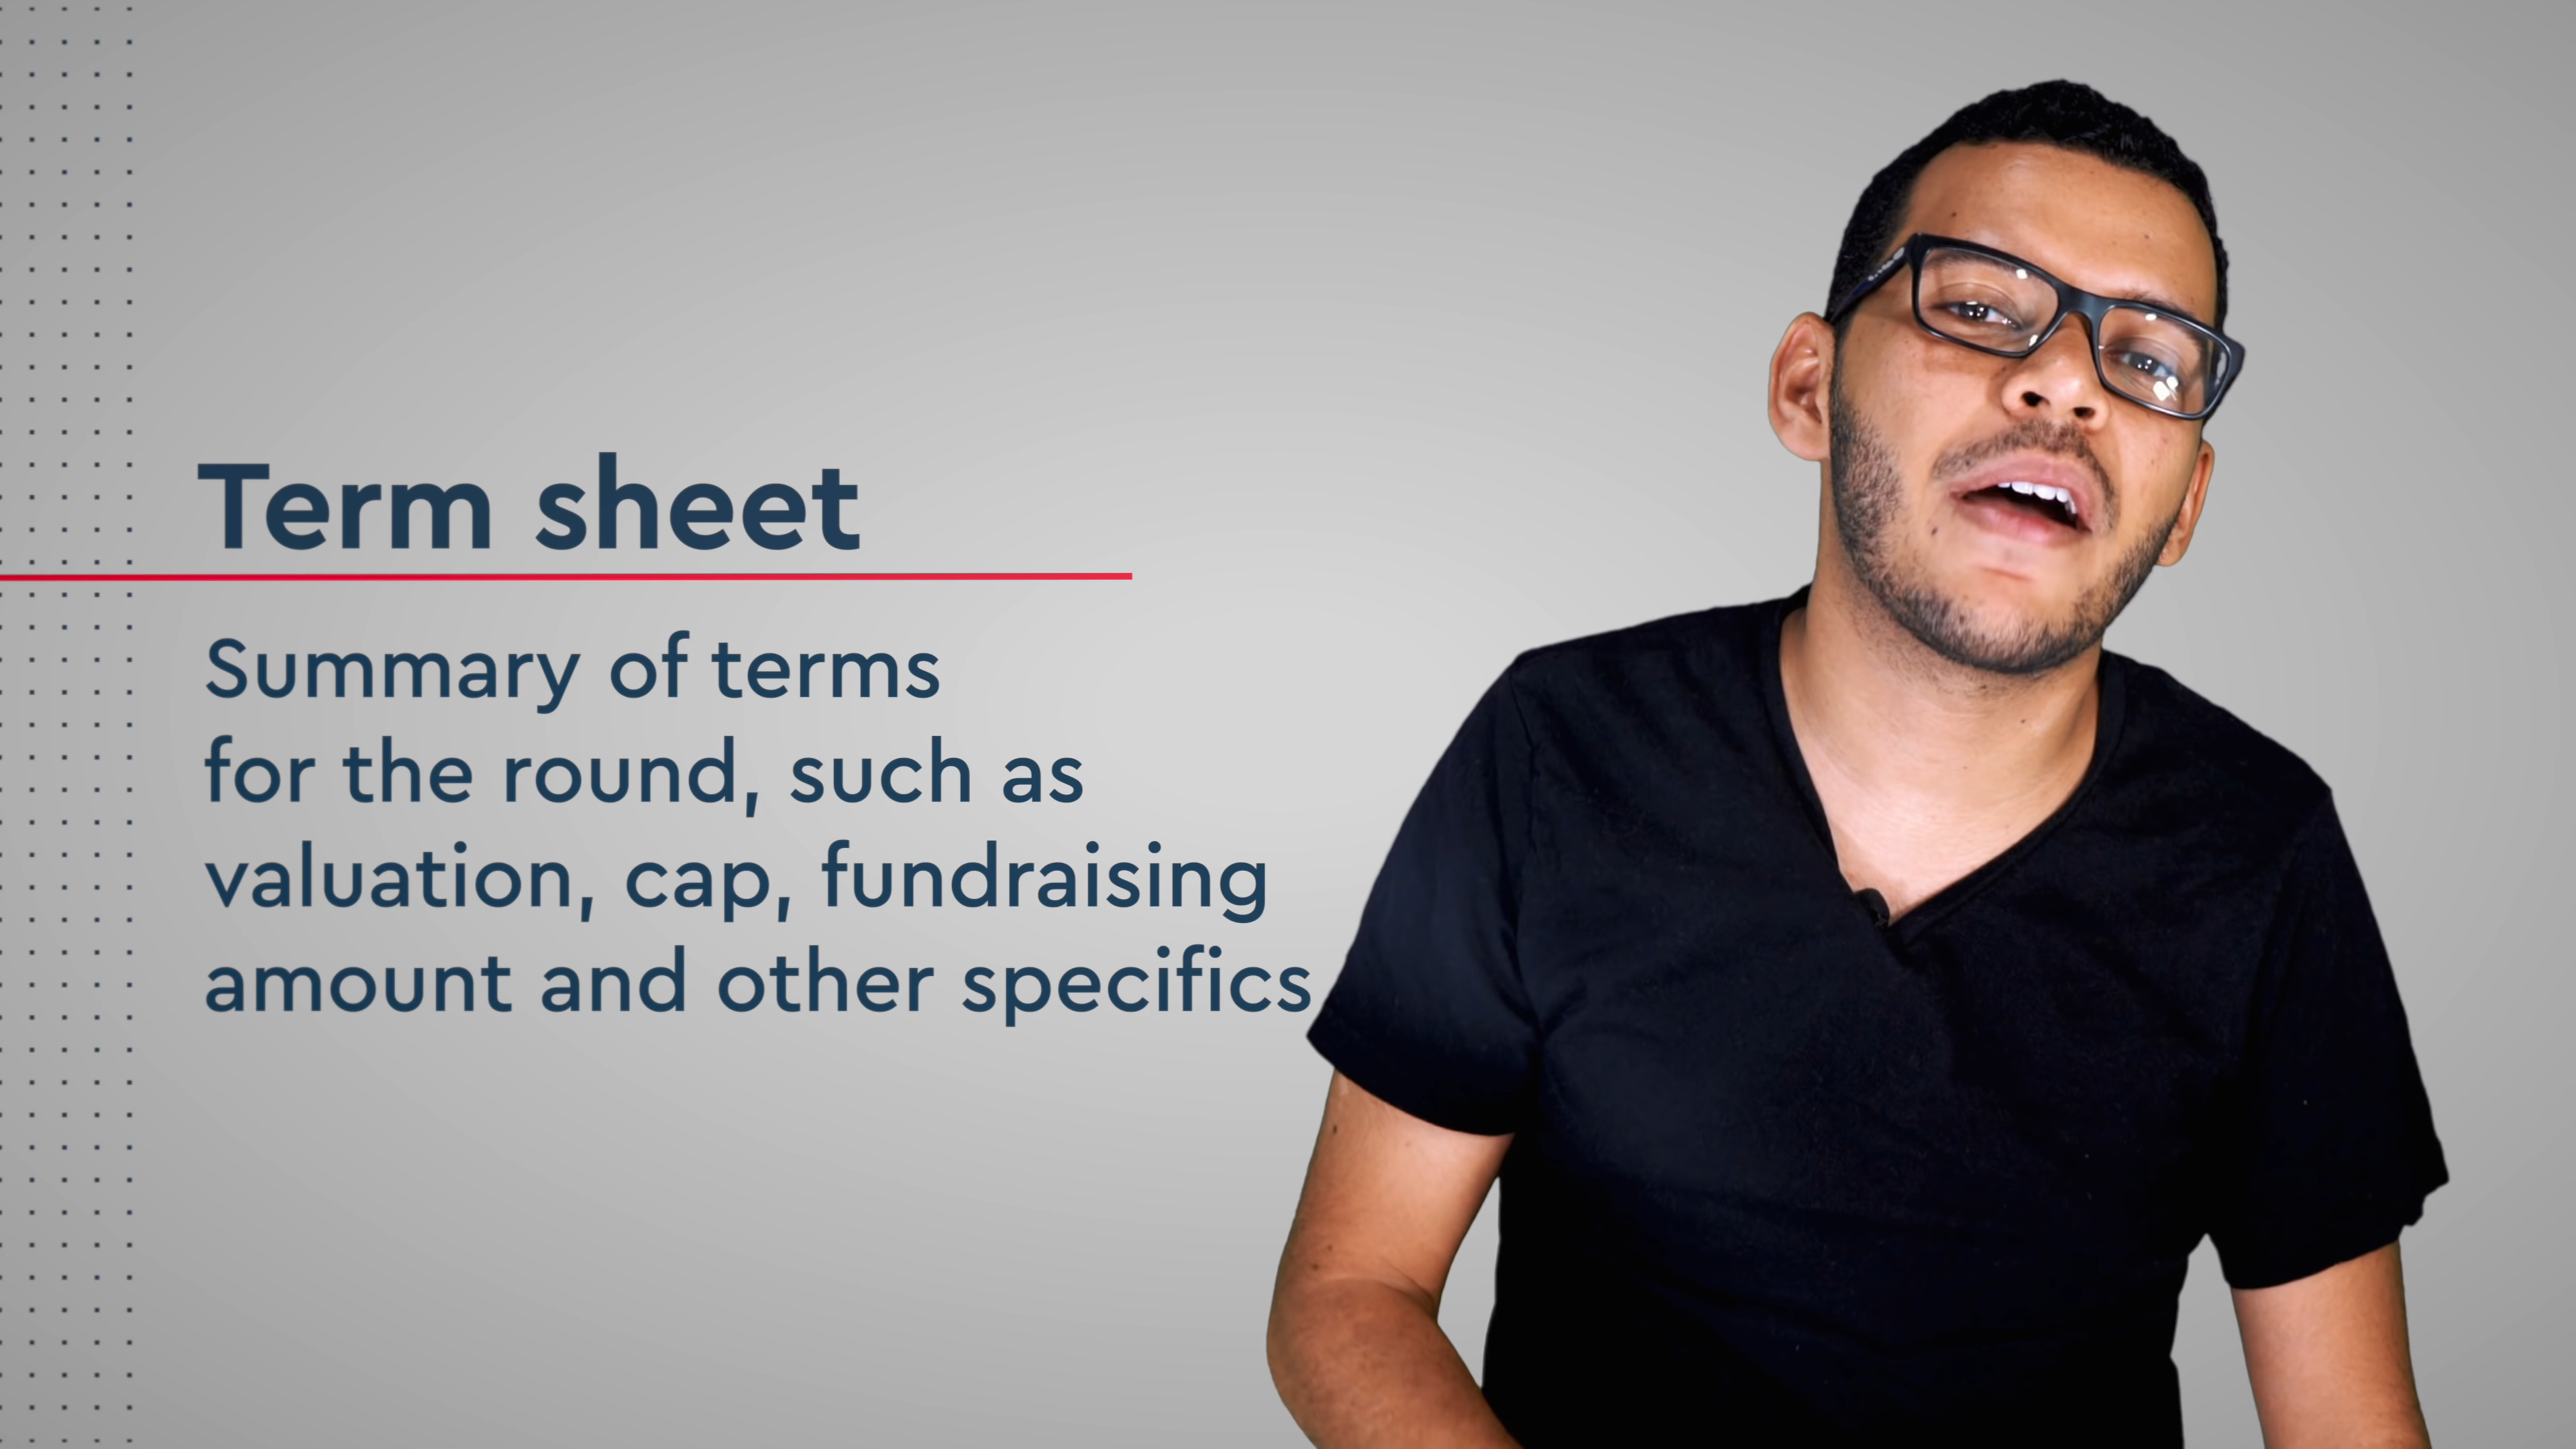 Term sheet
Summary of terms
for the round, such as
valuation, cap, fundraising
amount and other specifics